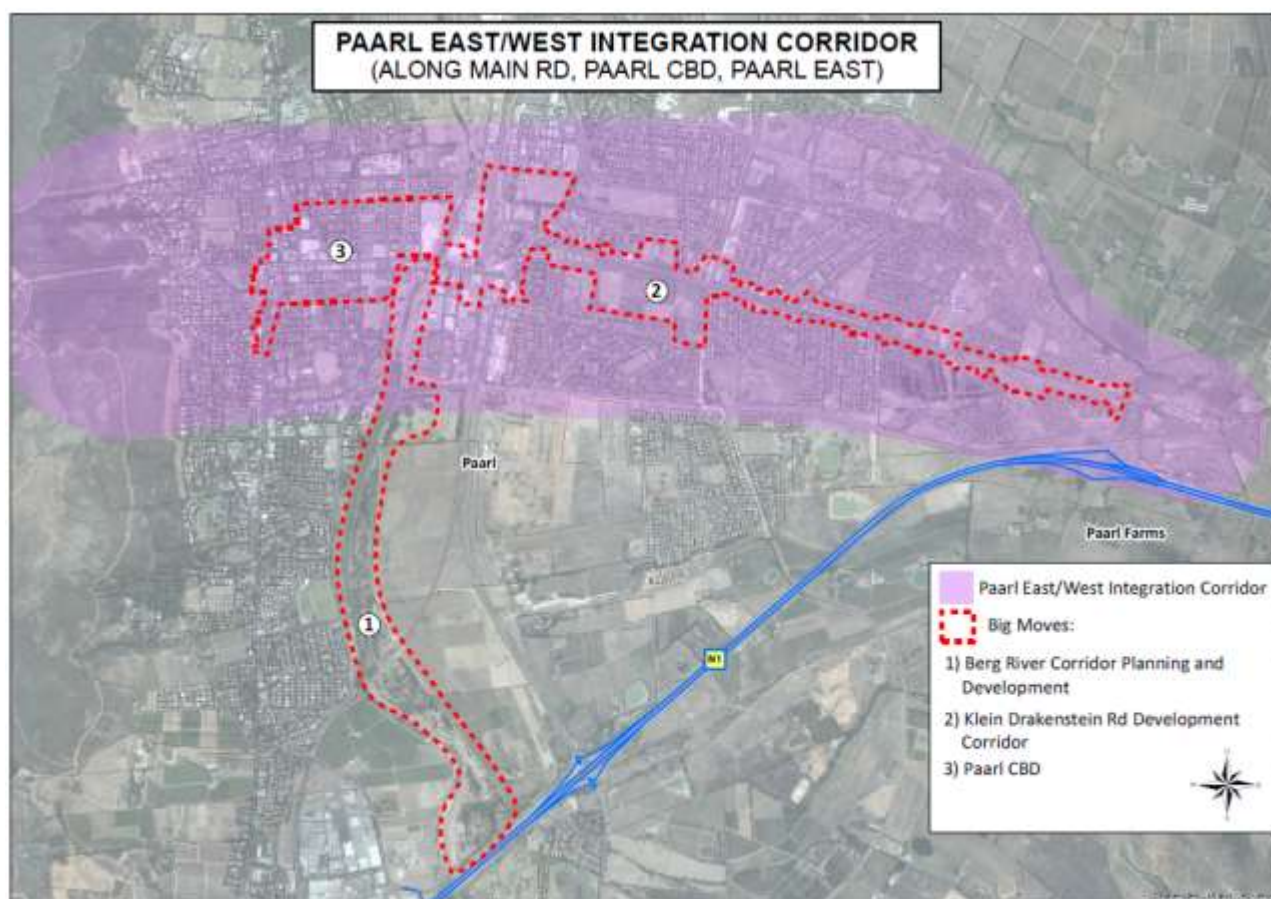 PAARL EAST/WEST INTEGRATION CORRIDOR
(ALONG MAIN RD, PAARL CBD, PAARL EAST)
3
2
Paarl
Paarl Farms
1
N1
Paarl East/West Integration Corridor
Big Moves:
1) Berg River Corridor Planning and
Development
2) Klein Drakenstein Rd Development
Corridor
3) Paarl CBD